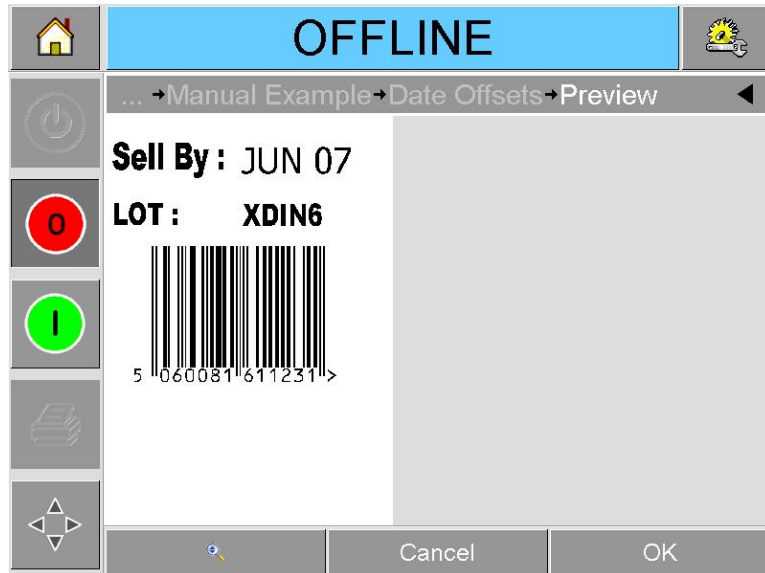 OFFLINE
... →Manual Example→Date Offsets→Preview
Sell By : JUN 07
LOT : XDIN6
5 060081 611231 >
O
I
Cancel OK